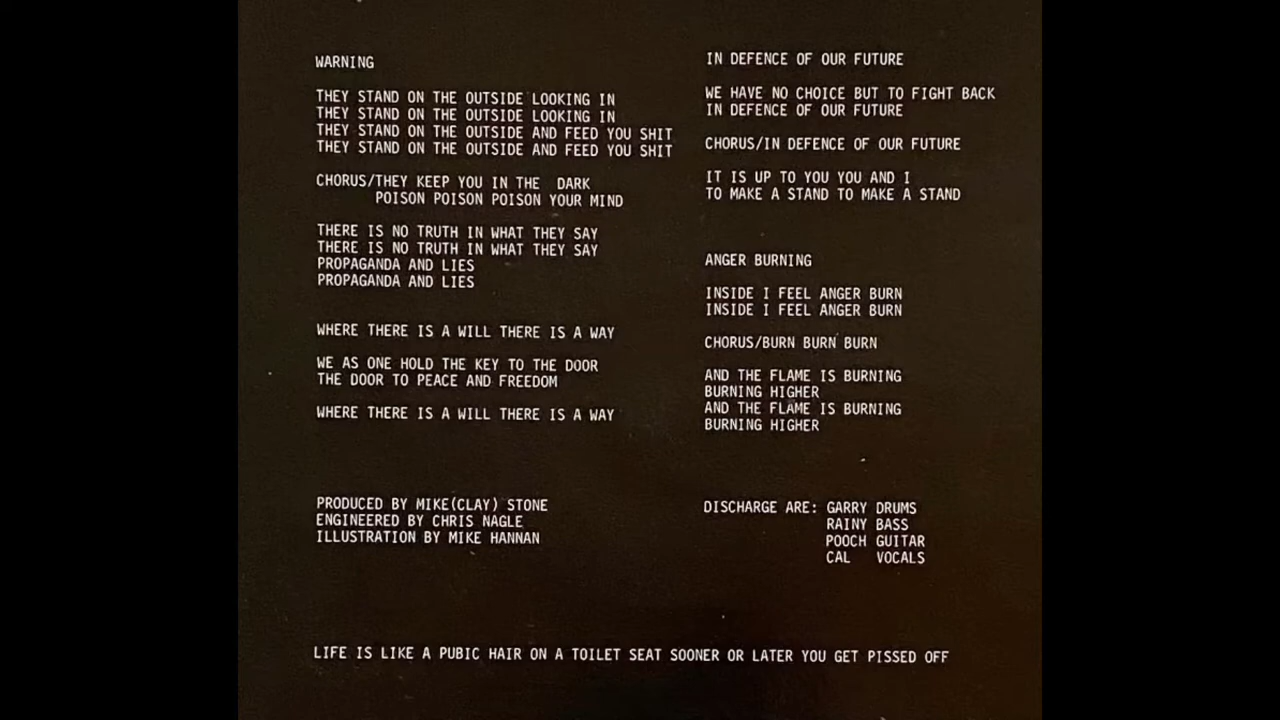 WARNING
THEY STAND ON THE OUTSIDE LOOKING IN
THEY STAND ON THE OUTSIDE LOOKING IN
THEY STAND ON THE OUTSIDE AND FEED YOU SHIT
THEY STAND ON THE OUTSIDE AND FEED YOU SHIT
CHORUS/THEY KEEP YOU IN THE DARK
POISON POISON POISON YOUR MIND
THERE IS NO TRUTH IN WHAT THEY SAY
THERE IS NO TRUTH IN WHAT THEY SAY
PROPAGANDA AND LIES
PROPAGANDA AND LIES
WHERE THERE IS A WILL THERE IS A WAY
WE AS ONE HOLD THE KEY TO THE DOOR
THE DOOR TO PEACE AND FREEDOM
WHERE THERE IS A WILL THERE IS A WAY
PRODUCED BY MIKE(CLAY) STONE
ENGINEERED BY CHRIS NAGLE
ILLUSTRATION BY MIKE HANNAN
IN DEFENCE OF OUR FUTURE
WE HAVE NO CHOICE BUT TO FIGHT BACK
IN DEFENCE OF OUR FUTURE
CHORUS/IN DEFENCE OF OUR FUTURE
IT IS UP TO YOU YOU AND I
TO MAKE A STAND TO MAKE A STAND
ANGER BURNING
INSIDE I FEEL ANGER BURN
INSIDE I FEEL ANGER BURN
CHORUS/BURN BURN BURN
AND THE FLAME IS BURNING
BURNING HIGHER
AND THE FLAME IS BURNING
BURNING HIGHER
DISCHARGE ARE: GARRY DRUMS
RAINY BASS
POOCH GUITAR
CAL VOCALS
LIFE IS LIKE A PUBIC HAIR ON A TOILET SEAT SOONER OR LATER YOU GET PISSED OFF